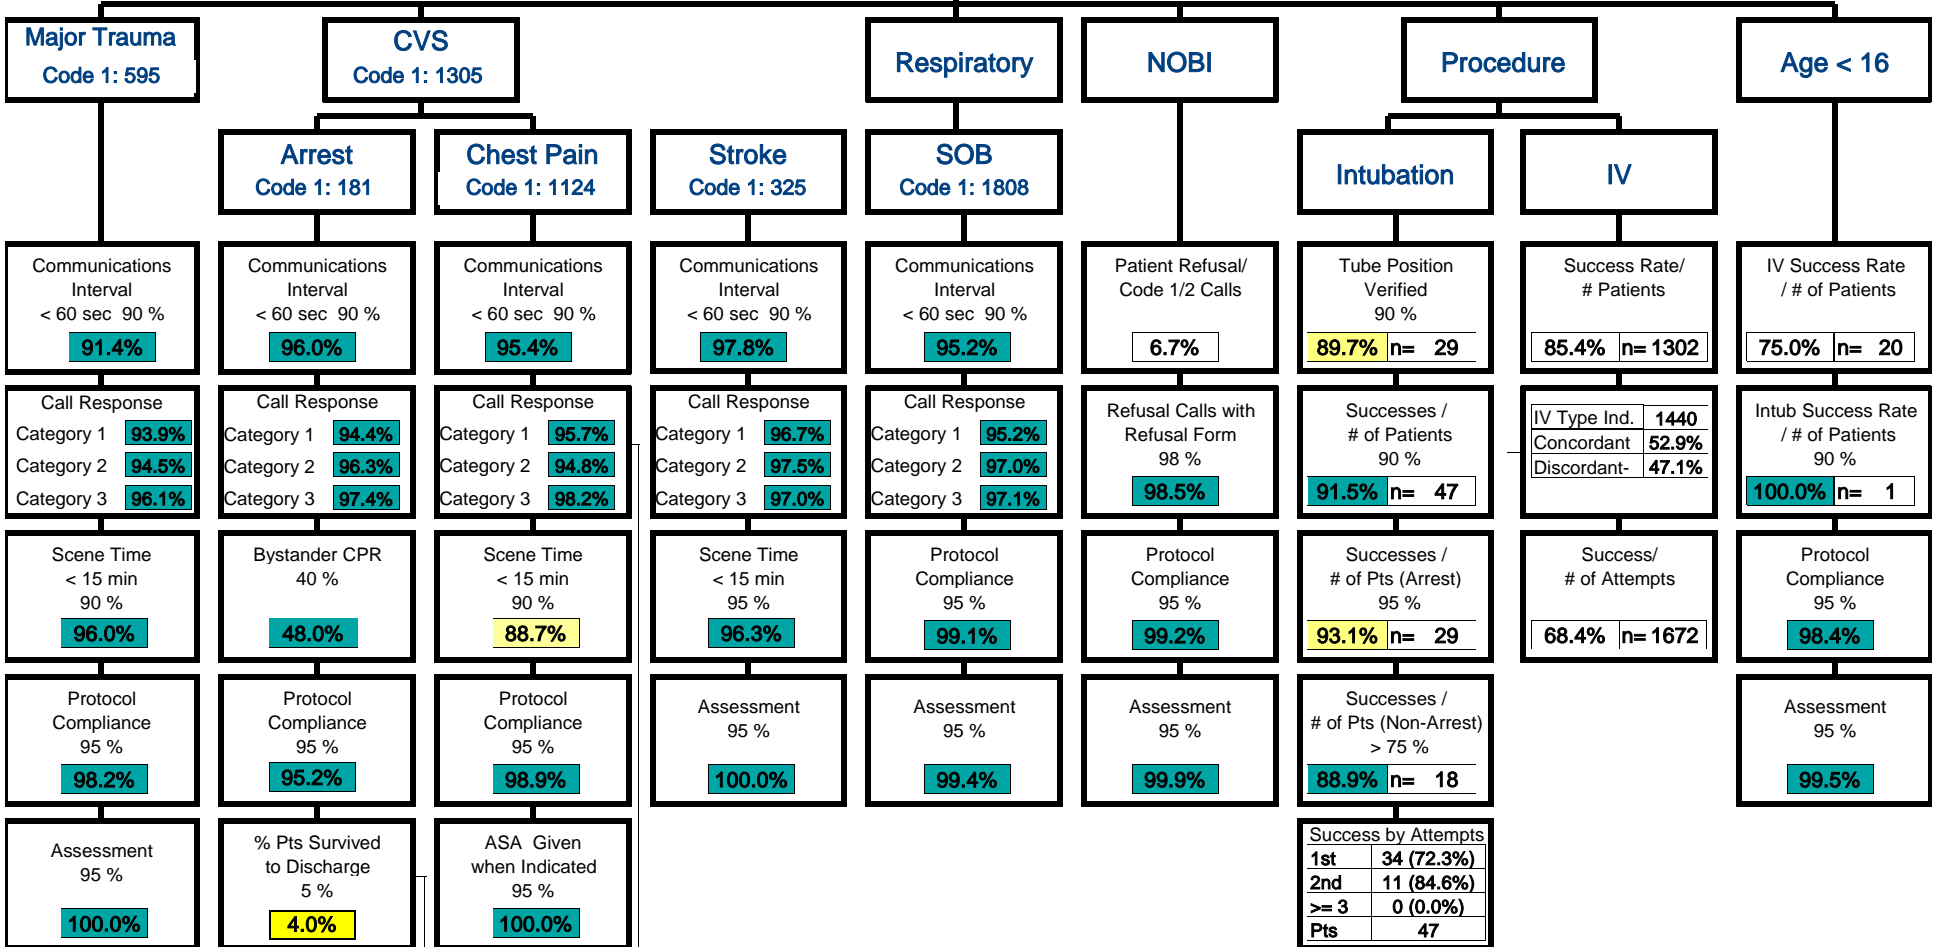 Major Trauma
Code 1: 595
CVS
Code 1: 1305
Respiratory
NOBI
Procedure
Age < 16
Arrest
Code 1: 181
Chest Pain
Code 1: 1124
Stroke
Code 1: 325
SOB
Code 1: 1808
Intubation
IV
Communications
Interval
< 60 sec 90 %
91.4%
Call Response
Category 1 93.9%
Category 2 94.5%
Category 3 96.1%
Scene Time
< 15 min
90 %
96.0%
Protocol
Compliance
95 %
98.2%
Assessment
95 %
100.0%
Communications
Interval
< 60 sec 90 %
96.0%
Call Response
Category 1 94.4%
Category 2 96.3%
Category 3 97.4%
Bystander CPR
40 %
48.0%
Protocol
Compliance
95 %
95.2%
% Pts Survived
to Discharge
5 %
4.0%
Communications
Interval
< 60 sec 90 %
95.4%
Call Response
Category 1 95.7%
Category 2 94.8%
Category 3 98.2%
Scene Time
< 15 min
90 %
88.7%
Protocol
Compliance
95 %
98.9%
ASA Given
when Indicated
95 %
100.0%
Communications
Interval
< 60 sec 90 %
97.8%
Call Response
Category 1 96.7%
Category 2 97.5%
Category 3 97.0%
Scene Time
< 15 min
95 %
96.3%
Assessment
95 %
100.0%
Communications
Interval
< 60 sec 90 %
95.2%
Call Response
Category 1 95.2%
Category 2 97.0%
Category 3 97.1%
Protocol
Compliance
95 %
99.1%
Assessment
95 %
99.4%
Patient Refusal/
Code 1/2 Calls
6.7%
Refusal Calls with
Refusal Form
98 %
98.5%
Protocol
Compliance
95 %
99.2%
Assessment
95 %
99.9%
Tube Position
Verified
90 %
89.7% n= 29
Successes /
# of Patients
90 %
91.5% n= 47
Successes /
# of Pts (Arrest)
95 %
93.1% n= 29
Successes /
# of Pts (Non-Arrest)
> 75 %
88.9% n= 18
Success by Attempts
1st 34 (72.3%)
2nd 11 (84.6%)
>= 3 0 (0.0%)
Pts 47
Success Rate/
# Patients
85.4% n= 1302
IV Type Ind. 1440
Concordant 52.9%
Discordant- 47.1%
Success/
# of Attempts
68.4% n= 1672
IV Success Rate
/ # of Patients
75.0% n= 20
Intub Success Rate
/ # of Patients
90 %
100.0% n= 1
Protocol
Compliance
95 %
98.4%
Assessment
95 %
99.5%